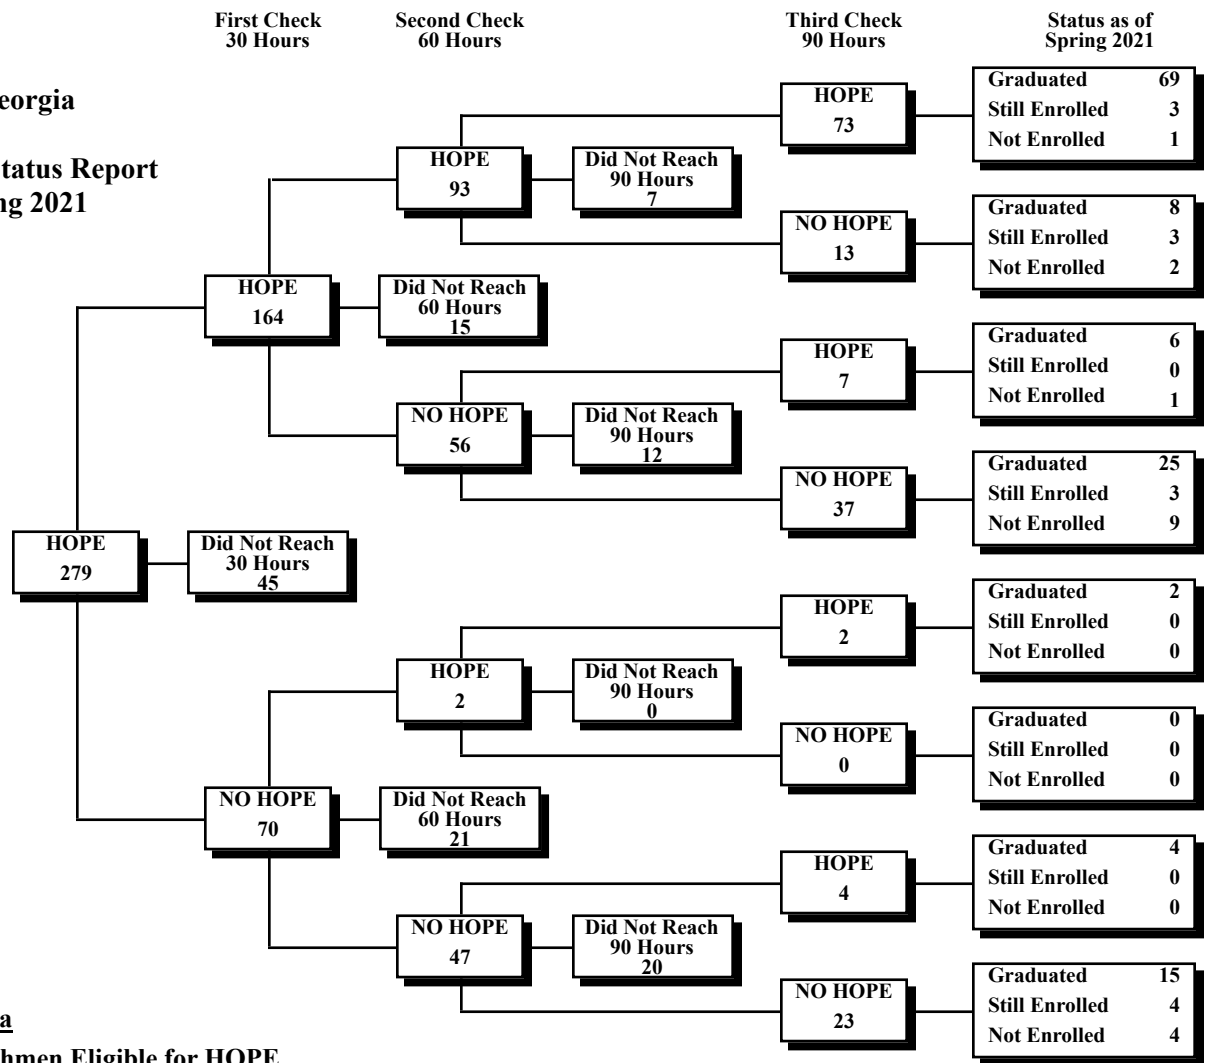 First Check
30 Hours
Second Check
60 Hours
Third Check
90 Hours
Status as of
Spring 2021
eorgia
tatus Report
ng 2021
HOPE
279
Did Not Reach
30 Hours
45
HOPE
164
Did Not Reach
60 Hours
15
NO HOPE
70
Did Not Reach
60 Hours
21
HOPE
93
Did Not Reach
90 Hours
7
NO HOPE
56
Did Not Reach
90 Hours
12
HOPE
2
Did Not Reach
90 Hours
0
NO HOPE
47
Did Not Reach
90 Hours
20
HOPE
73
Graduated 69
Still Enrolled 3
Not Enrolled 1
NO HOPE
13
Graduated 8
Still Enrolled 3
Not Enrolled 2
HOPE
7
Graduated 6
Still Enrolled 0
Not Enrolled 1
NO HOPE
37
Graduated 25
Still Enrolled 3
Not Enrolled 9
HOPE
2
Graduated 2
Still Enrolled 0
Not Enrolled 0
NO HOPE
0
Graduated 0
Still Enrolled 0
Not Enrolled 0
HOPE
4
Graduated 4
Still Enrolled 0
Not Enrolled 0
NO HOPE
23
Graduated 15
Still Enrolled 4
Not Enrolled 4
a
hmen Eligible for HOPE